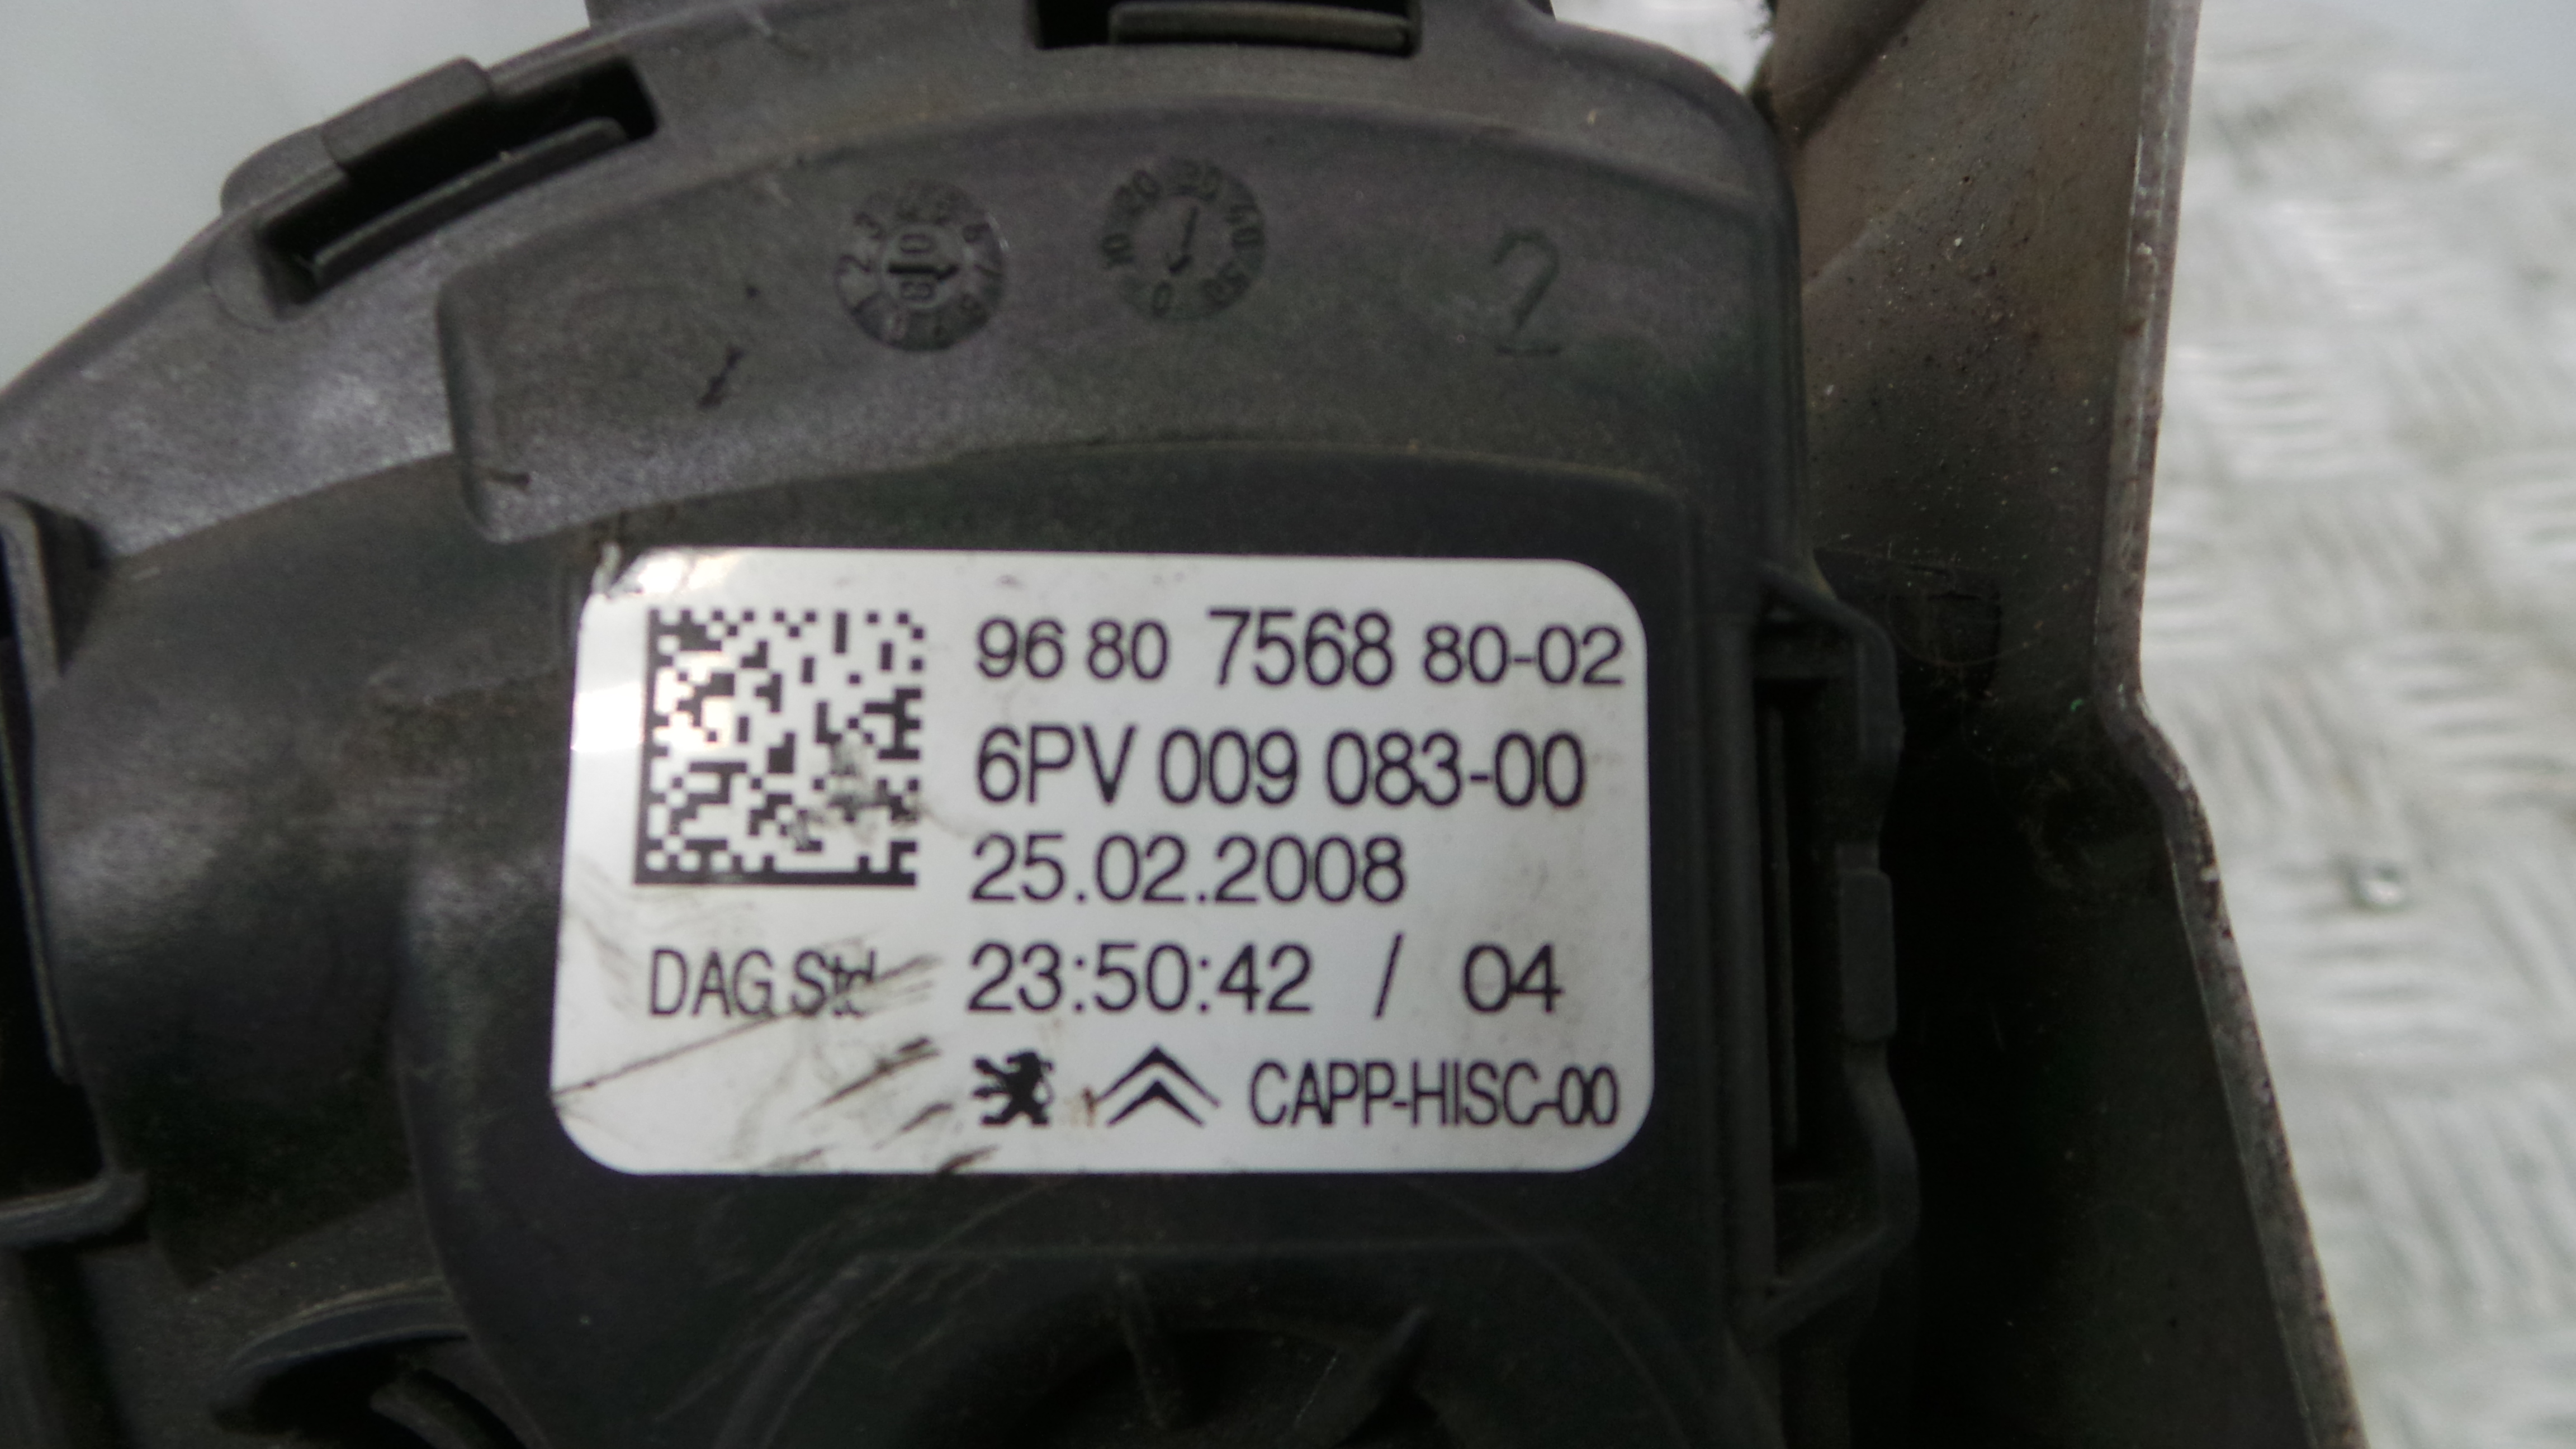 2
96 80 7568 80-02
6PV 009 083-00
25.02.2008
DAG Std 23:50:42 / 04
CAPP-HISC-00